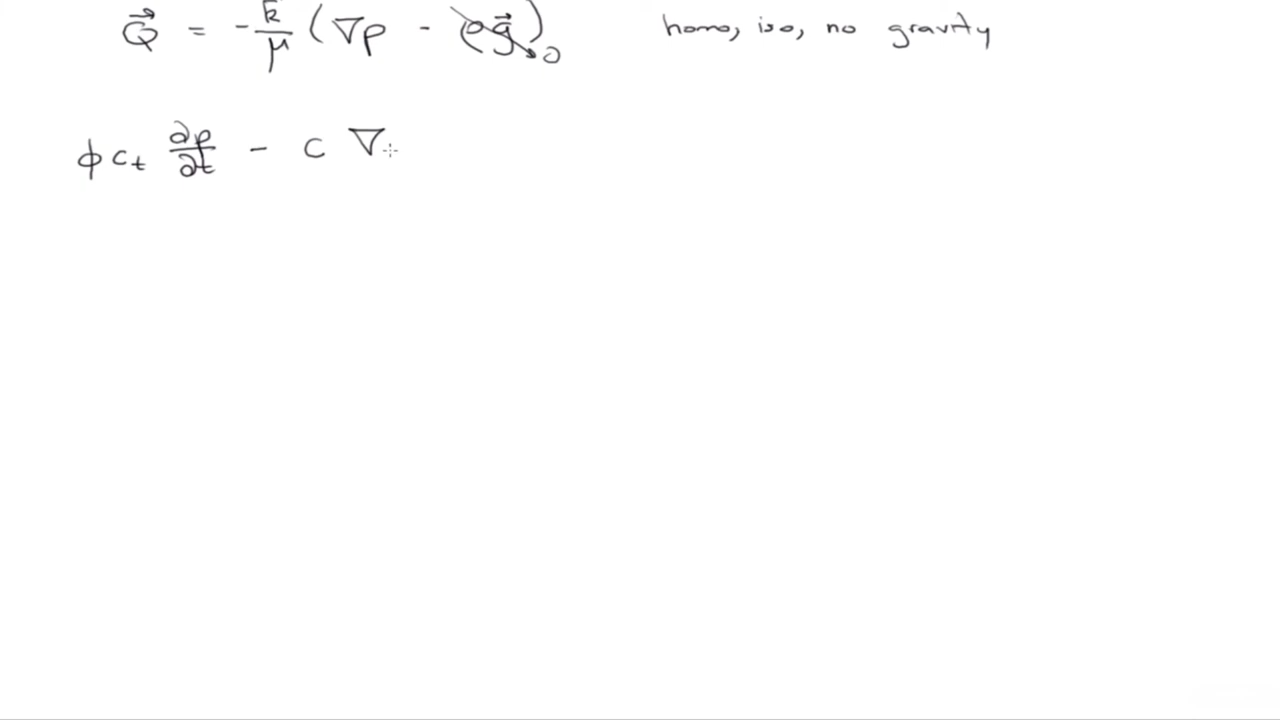 Q⃗ = -k/μ (∇p - ρg⃗)₀ homo, iso, no gravity
ϕ cₜ ∂p/∂t - c ∇